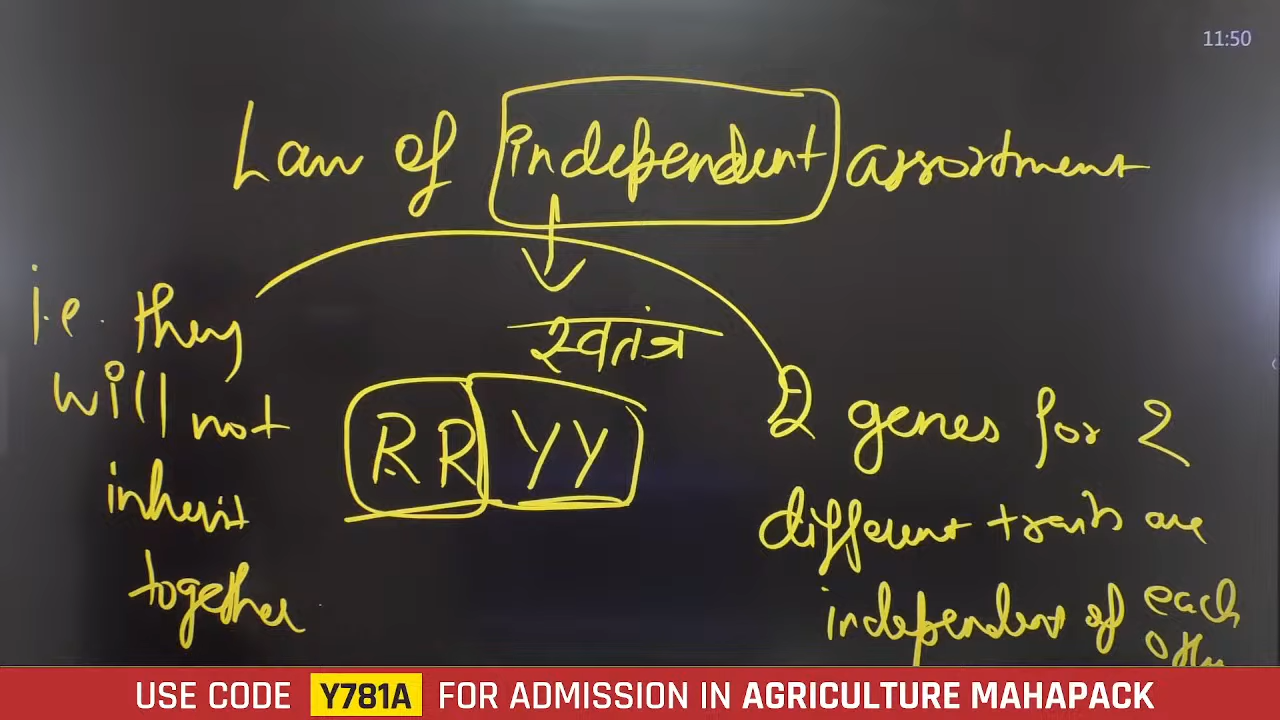 11:50
Law of independent assortment
स्वतंत्र
i.e. they
will not
inherit
together
RR YY
2 genes for 2
different traits are
independent of each
other
USE CODE Y781A FOR ADMISSION IN AGRICULTURE MAHAPACK